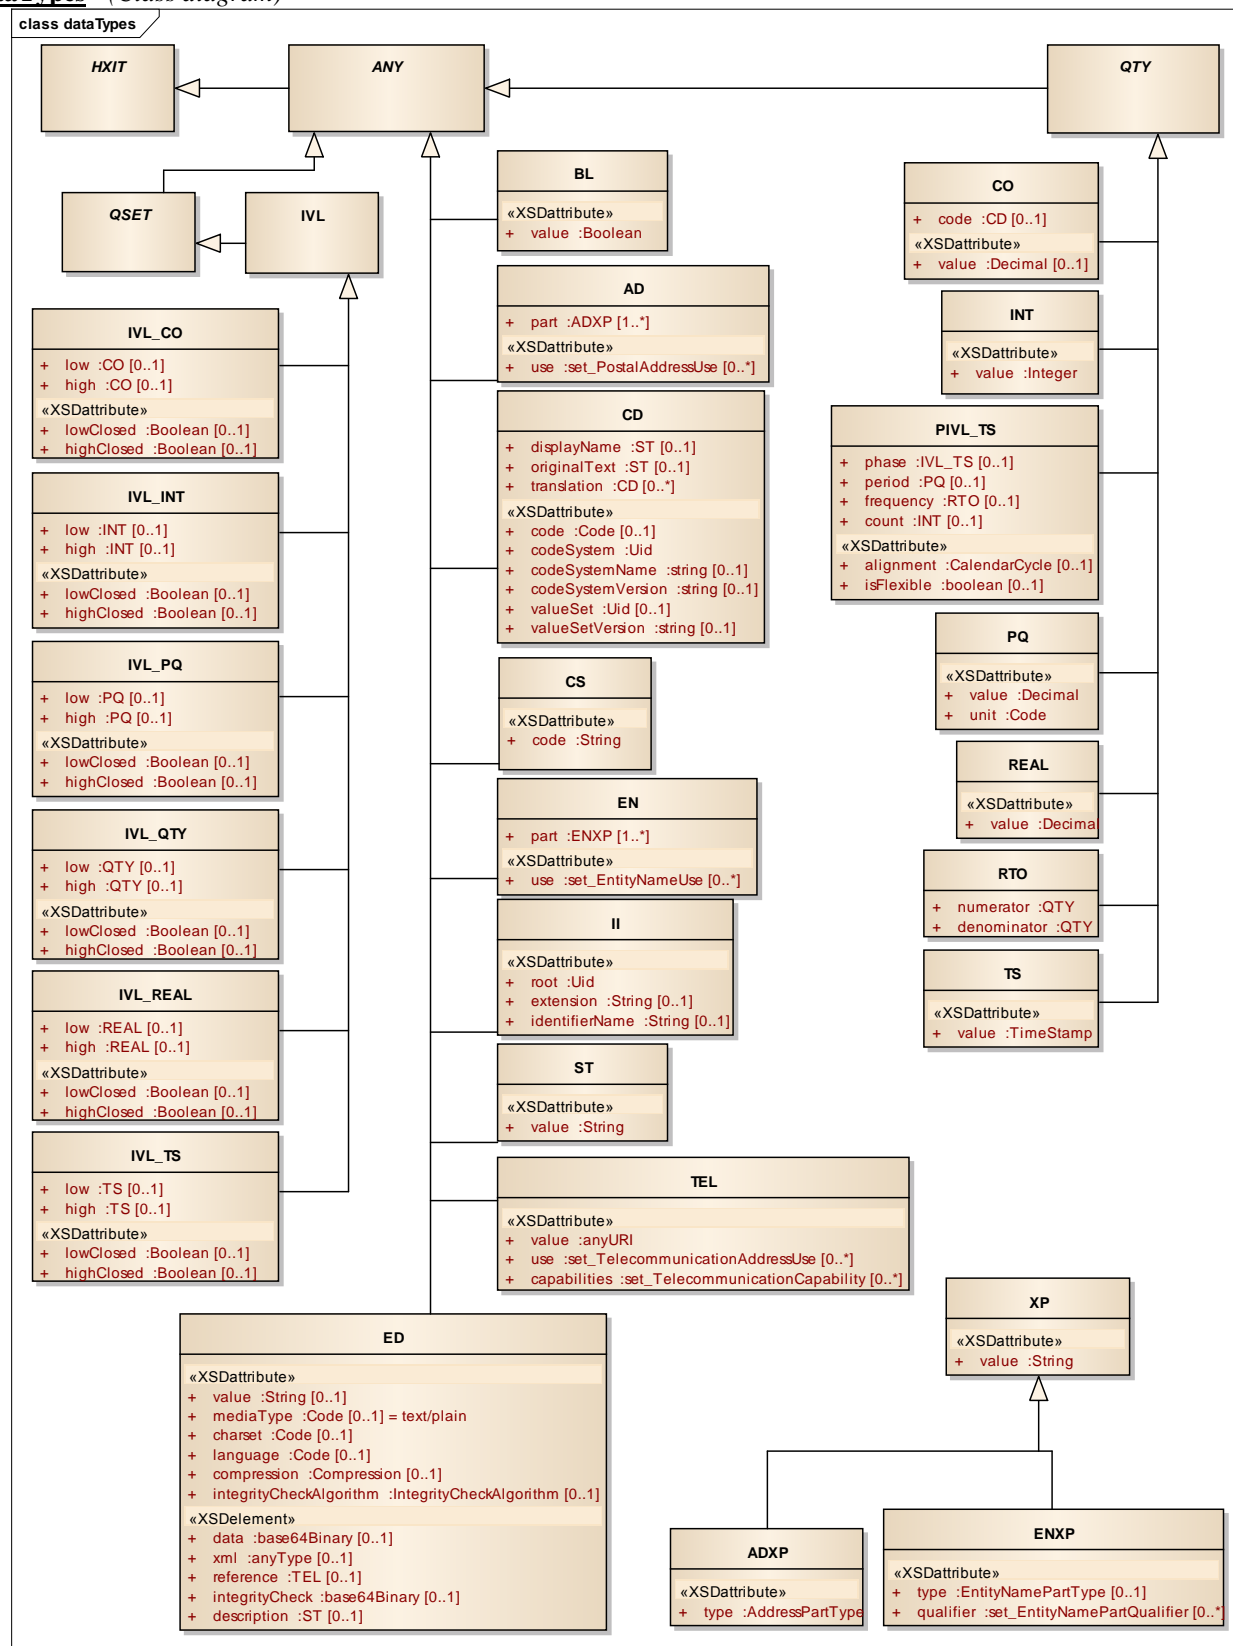 (Class diagram)
class dataTypes
HXIT
ANY
QTY
QSET
IVL
IVL_CO
+ low :CO [0..1]
+ high :CO [0..1]
«XSDattribute»
+ lowClosed :Boolean [0..1]
+ highClosed :Boolean [0..1]
IVL_INT
+ low :INT [0..1]
+ high :INT [0..1]
«XSDattribute»
+ lowClosed :Boolean [0..1]
+ highClosed :Boolean [0..1]
IVL_PQ
+ low :PQ [0..1]
+ high :PQ [0..1]
«XSDattribute»
+ lowClosed :Boolean [0..1]
+ highClosed :Boolean [0..1]
IVL_QTY
+ low :QTY [0..1]
+ high :QTY [0..1]
«XSDattribute»
+ lowClosed :Boolean [0..1]
+ highClosed :Boolean [0..1]
IVL_REAL
+ low :REAL [0..1]
+ high :REAL [0..1]
«XSDattribute»
+ lowClosed :Boolean [0..1]
+ highClosed :Boolean [0..1]
IVL_TS
+ low :TS [0..1]
+ high :TS [0..1]
«XSDattribute»
+ lowClosed :Boolean [0..1]
+ highClosed :Boolean [0..1]
BL
«XSDattribute»
+ value :Boolean
AD
+ part :ADXP [1..*]
«XSDattribute»
+ use :set_PostalAddressUse [0..*]
CD
+ displayName :ST [0..1]
+ originalText :ST [0..1]
+ translation :CD [0..*]
«XSDattribute»
+ code :Code [0..1]
+ codeSystem :Uid
+ codeSystemName :string [0..1]
+ codeSystemVersion :string [0..1]
+ valueSet :Uid [0..1]
+ valueSetVersion :string [0..1]
CS
«XSDattribute»
+ code :String
EN
+ part :ENXP [1..*]
«XSDattribute»
+ use :set_EntityNameUse [0..*]
II
«XSDattribute»
+ root :Uid
+ extension :String [0..1]
+ identifierName :String [0..1]
ST
«XSDattribute»
+ value :String
TEL
«XSDattribute»
+ value :anyURI
+ use :set_TelecommunicationAddressUse [0..*]
+ capabilities :set_TelecommunicationCapability [0..*]
CO
+ code :CD [0..1]
«XSDattribute»
+ value :Decimal [0..1]
INT
«XSDattribute»
+ value :Integer
PIVL_TS
+ phase :IVL_TS [0..1]
+ period :PQ [0..1]
+ frequency :RTO [0..1]
+ count :INT [0..1]
«XSDattribute»
+ alignment :CalendarCycle [0..1]
+ isFlexible :boolean [0..1]
PQ
«XSDattribute»
+ value :Decimal
+ unit :Code
REAL
«XSDattribute»
+ value :Decimal
RTO
+ numerator :QTY
+ denominator :QTY
TS
«XSDattribute»
+ value :TimeStamp
ED
«XSDattribute»
+ value :String [0..1]
+ mediaType :Code [0..1] = text/plain
+ charset :Code [0..1]
+ language :Code [0..1]
+ compression :Compression [0..1]
+ integrityCheckAlgorithm :IntegrityCheckAlgorithm [0..1]
«XSDelement»
+ data :base64Binary [0..1]
+ xml :anyType [0..1]
+ reference :TEL [0..1]
+ integrityCheck :base64Binary [0..1]
+ description :ST [0..1]
XP
«XSDattribute»
+ value :String
ADXP
«XSDattribute»
+ type :AddressPartType
ENXP
«XSDattribute»
+ type :EntityNamePartType [0..1]
+ qualifier :set_EntityNamePartQualifier [0..*]